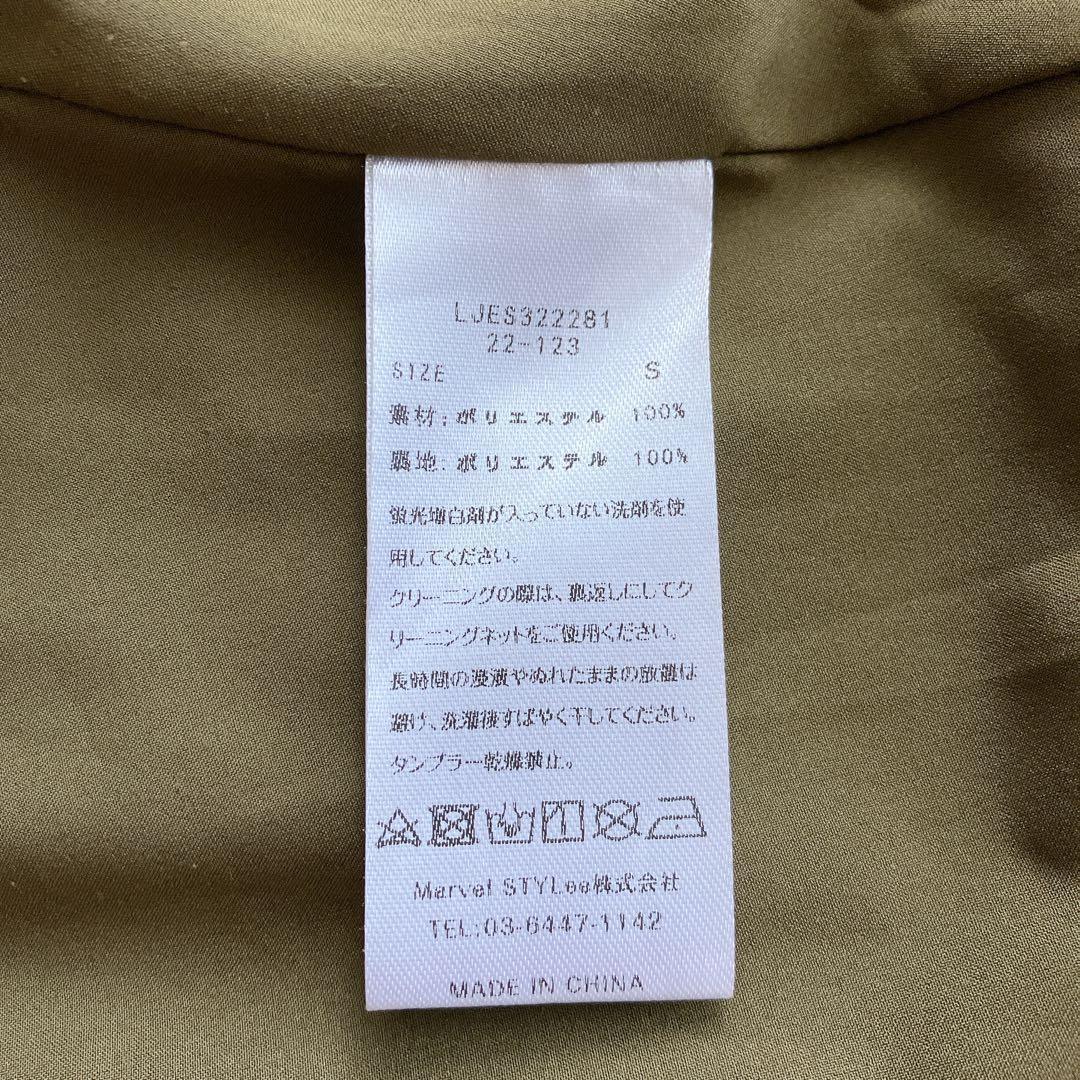 LJES322281
22-123
SIZE S
素材: ポリエステル 100%
裏地: ポリエステル 100%
蛍光増白剤が入っていない洗剤を使
用してください。
クリーニングの際は、裏返しにしてク
リーニングネットをご使用ください。
長時間の浸漬やぬれたままの放置は
避け、洗濯後すばやく干してください。
タンブラー乾燥禁止。
Marvel STYLee株式会社
TEL:03-6447-1142
MADE IN CHINA